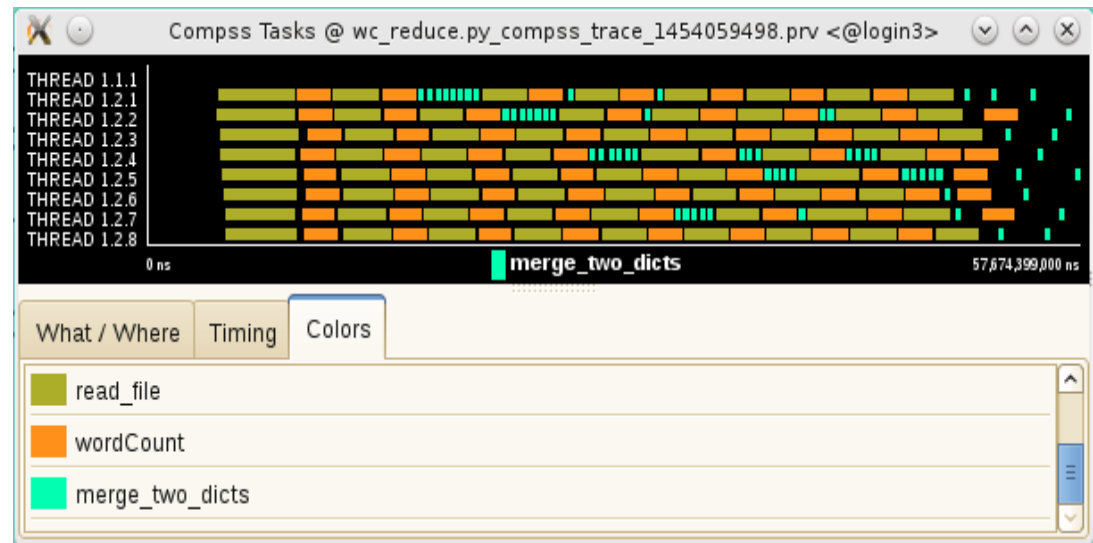 Compss Tasks @ wc_reduce.py_compss_trace_1454059498.prv <@login3>
THREAD 1.1.1
THREAD 1.2.1
THREAD 1.2.2
THREAD 1.2.3
THREAD 1.2.4
THREAD 1.2.5
THREAD 1.2.6
THREAD 1.2.7
THREAD 1.2.8
0 ns merge_two_dicts 57,674,399,000 ns
What / Where Timing Colors
read_file
wordCount
merge_two_dicts